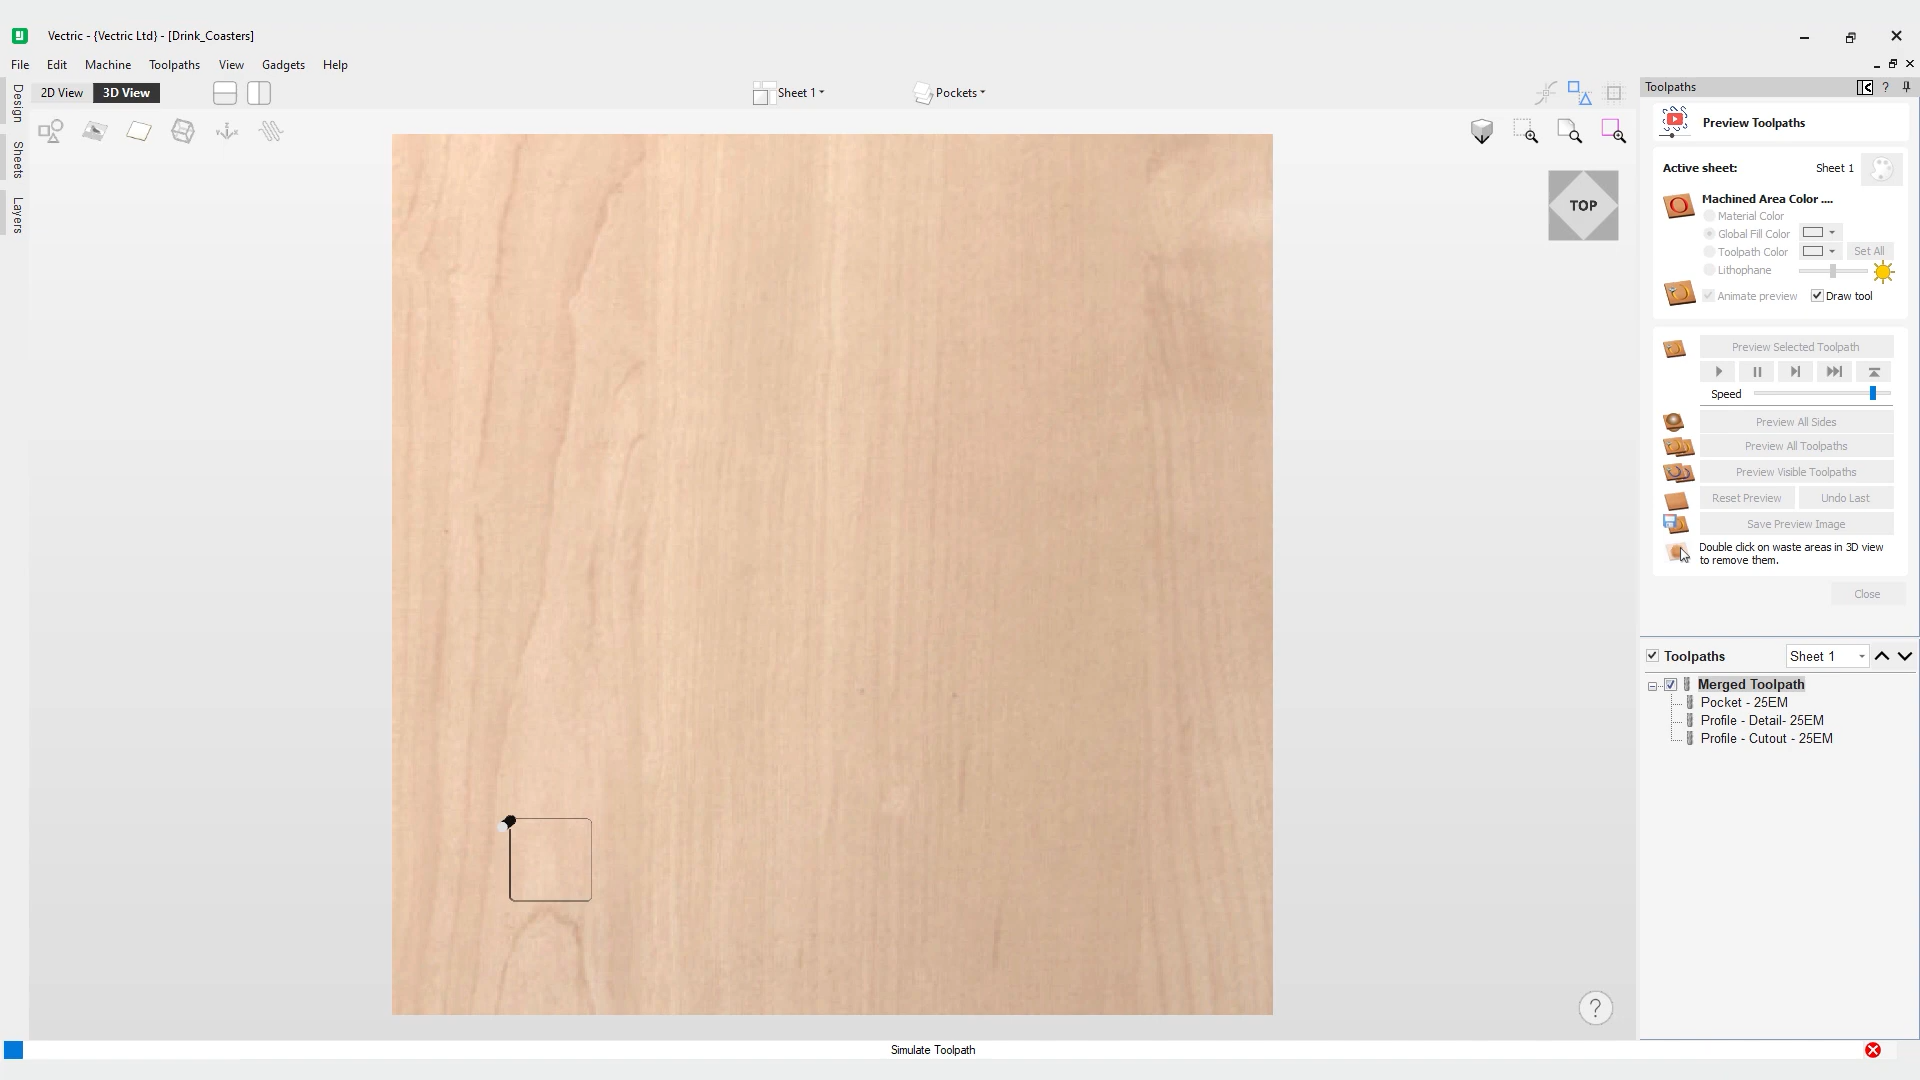 Vectric - {Vectric Ltd} - [Drink_Coasters]
File Edit Machine Toolpaths View Gadgets Help
2D View 3D View Sheet 1 Pockets
Design
Sheets
Layers
TOP
Toolpaths ?
Preview Toolpaths
Active sheet: Sheet 1
Machined Area Color ....
Material Color
Global Fill Color
Toolpath Color Set All
Lithophane
Animate preview Draw tool
Preview Selected Toolpath
Speed
Preview All Sides
Preview All Toolpaths
Preview Visible Toolpaths
Reset Preview Undo Last
Save Preview Image
Double click on waste areas in 3D view
to remove them.
Close
Toolpaths Sheet 1
Merged Toolpath
Pocket - 25EM
Profile - Detail- 25EM
Profile - Cutout - 25EM
?
Simulate Toolpath